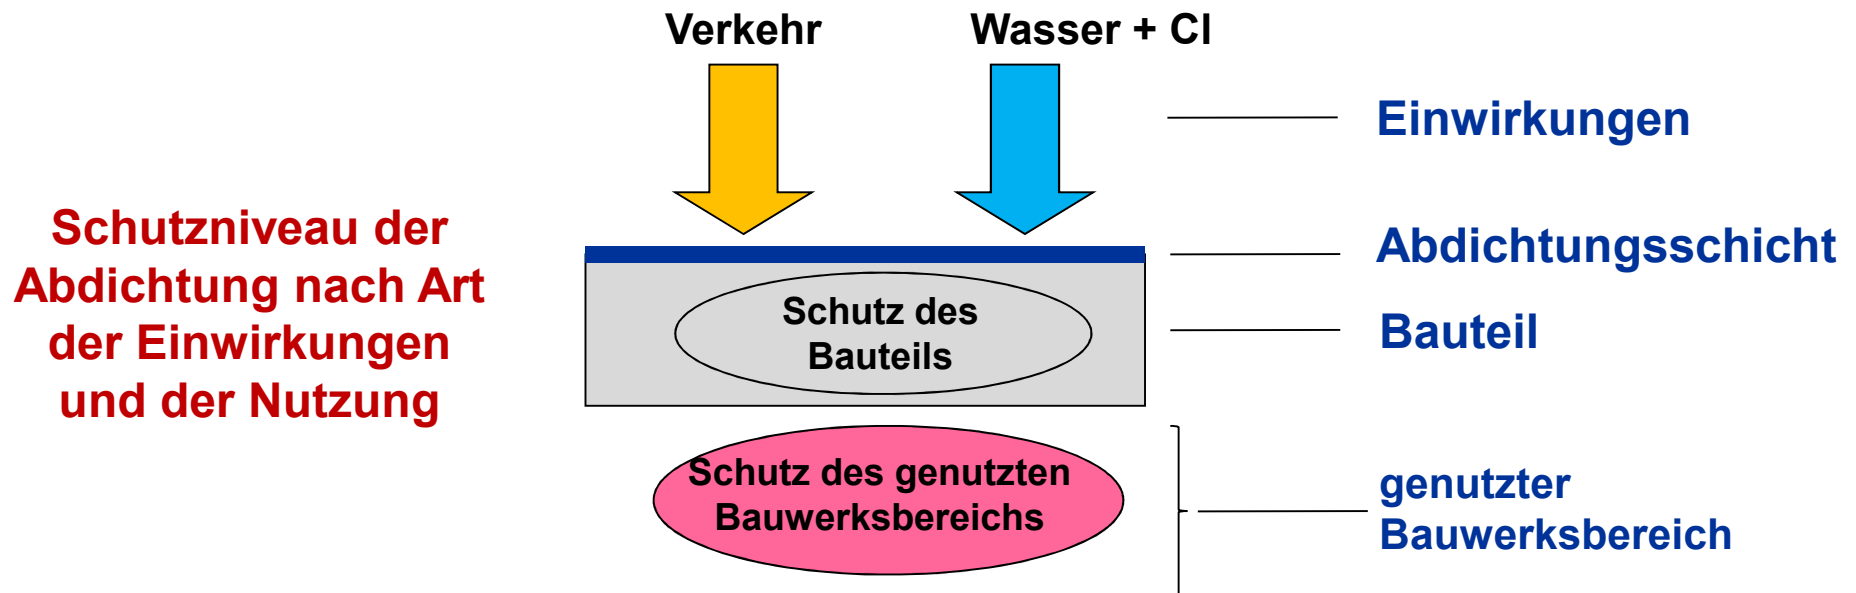 Verkehr
Wasser + Cl
Einwirkungen
Schutzniveau der
Abdichtung nach Art
der Einwirkungen
und der Nutzung
Abdichtungsschicht
Schutz des
Bauteils
Bauteil
Schutz des genutzten
Bauwerksbereichs
genutzter
Bauwerksbereich